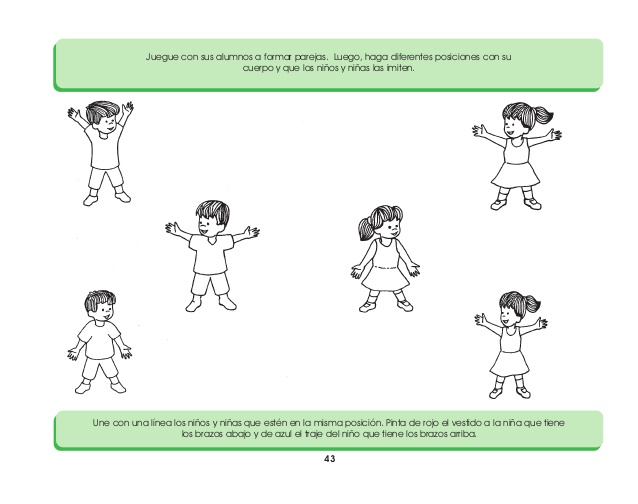 Juegue con sus alumnos a formar parejas. Luego, haga diferentes posiciones con su
cuerpo y que los niños y niñas las imiten.
Une con una línea los niños y niñas que estén en la misma posición. Pinta de rojo el vestido a la niña que tiene
los brazos abajo y de azul el traje del niño que tiene los brazos arriba.
43